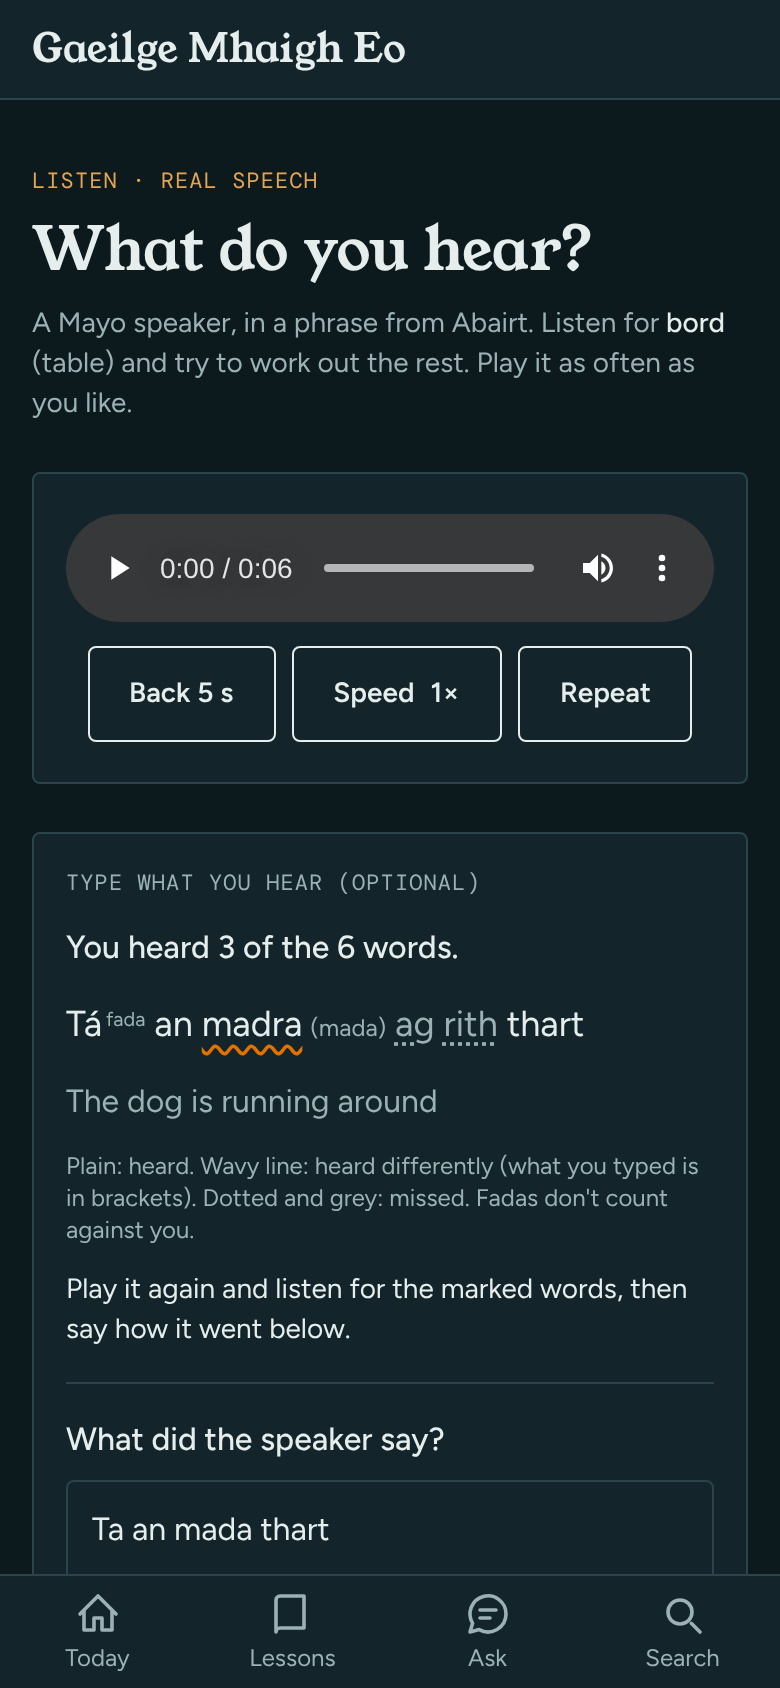 Gaeilge Mhaigh Eo
LISTEN · REAL SPEECH
What do you hear?
A Mayo speaker, in a phrase from Abairt. Listen for bord
(table) and try to work out the rest. Play it as often as
you like.
0:00 / 0:06
Back 5 s
Speed 1×
Repeat
TYPE WHAT YOU HEAR (OPTIONAL)
You heard 3 of the 6 words.
Tá fada an madra (mada) ag rith thart
The dog is running around
Plain: heard. Wavy line: heard differently (what you typed is
in brackets). Dotted and grey: missed. Fadas don't count
against you.
Play it again and listen for the marked words, then
say how it went below.
What did the speaker say?
Ta an mada thart
Today
Lessons
Ask
Search